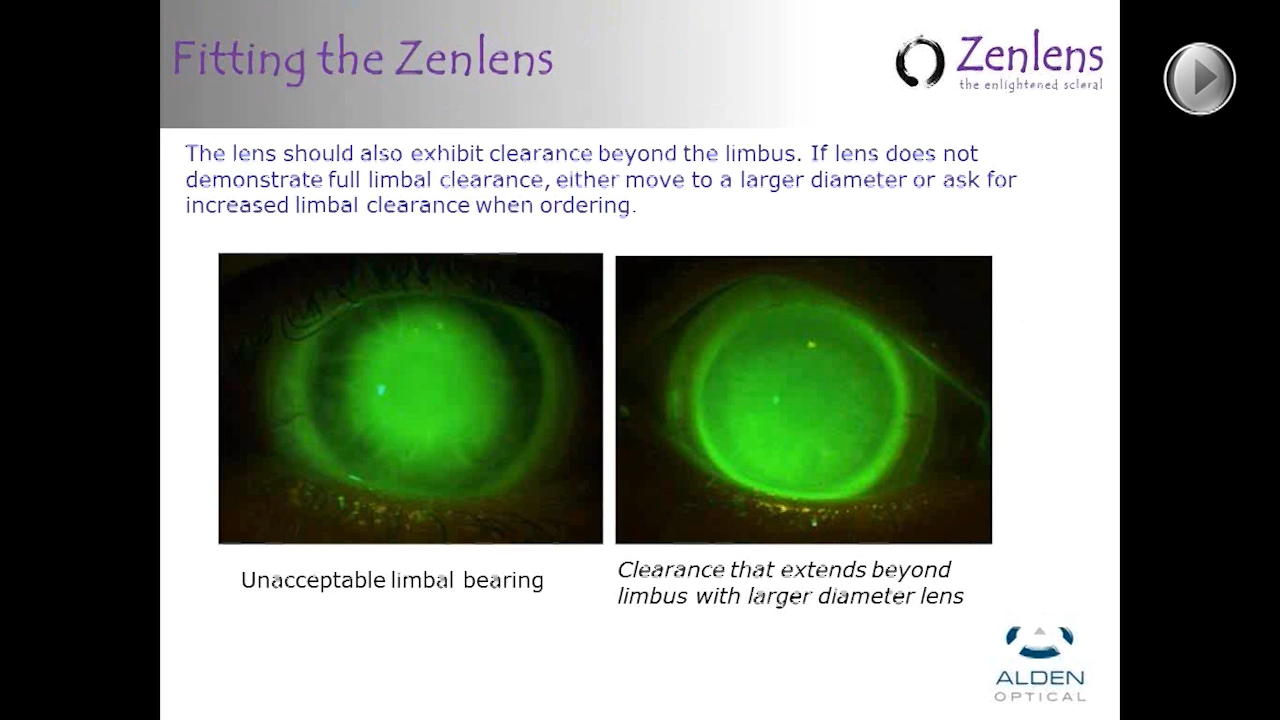 Fitting the Zenlens
Zenlens
the enlightened scleral
The lens should also exhibit clearance beyond the limbus. If lens does not
demonstrate full limbal clearance, either move to a larger diameter or ask for
increased limbal clearance when ordering.
Unacceptable limbal bearing
Clearance that extends beyond
limbus with larger diameter lens
ALDEN
OPTICAL